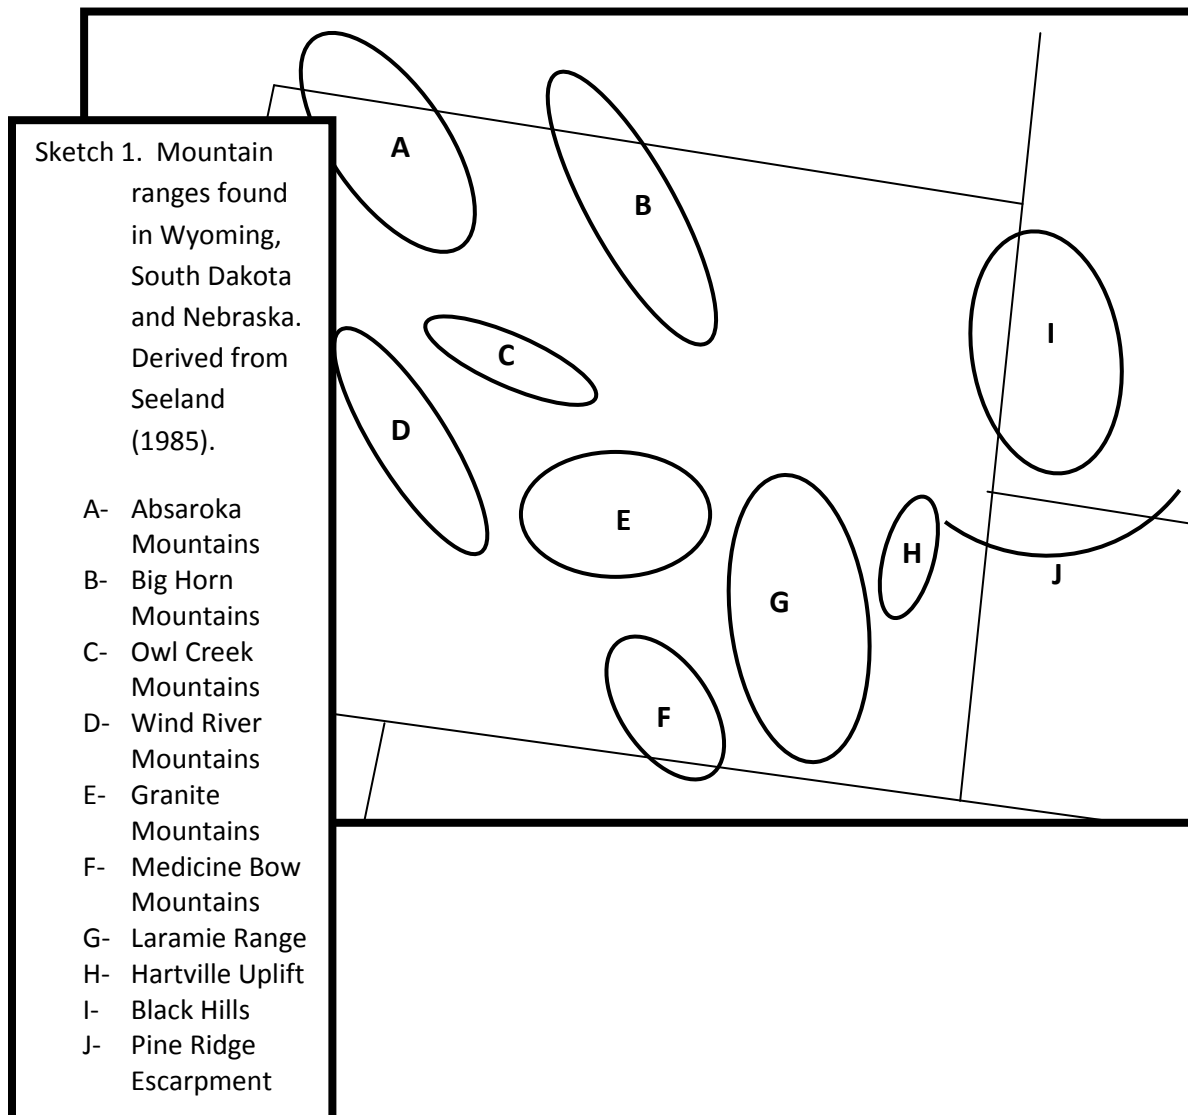 Sketch 1. Mountain
ranges found
in Wyoming,
South Dakota
and Nebraska.
Derived from
Seeland
(1985).
A- Absaroka
Mountains
B- Big Horn
Mountains
C- Owl Creek
Mountains
D- Wind River
Mountains
E- Granite
Mountains
F- Medicine Bow
Mountains
G- Laramie Range
H- Hartville Uplift
I- Black Hills
J- Pine Ridge
Escarpment
A
B
I
C
D
E
H
J
G
F